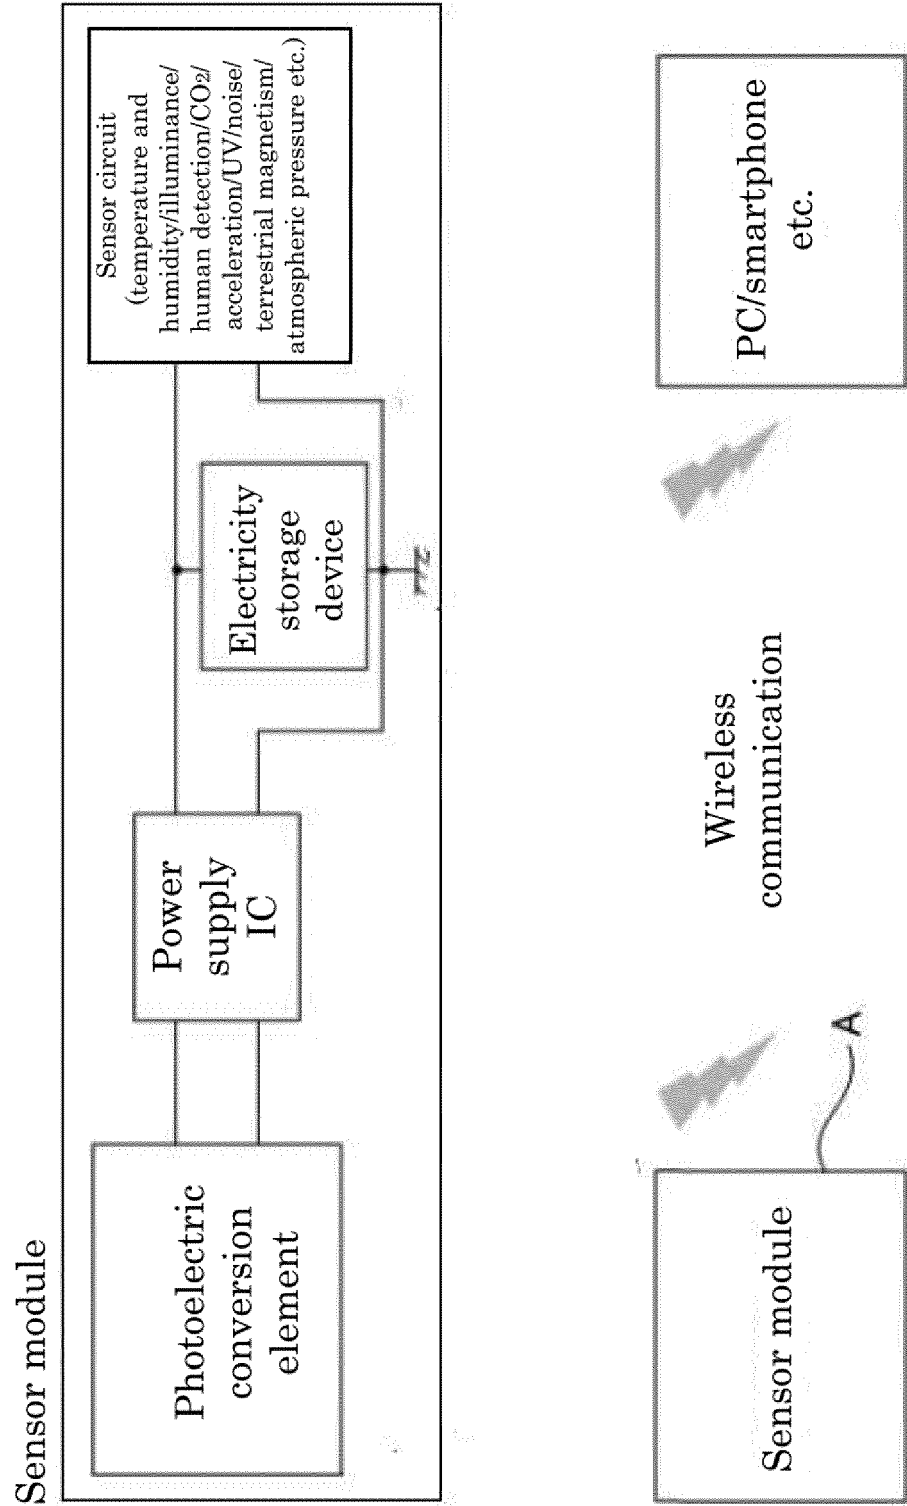 Sensor module
Photoelectric
conversion
element
Power
supply
IC
Electricity
storage
device
Sensor circuit
(temperature and
humidity/illuminance/
human detection/CO2/
acceleration/UV/noise/
terrestrial magnetism/
atmospheric pressure etc.)
Sensor module
A
Wireless
communication
PC/smartphone
etc.